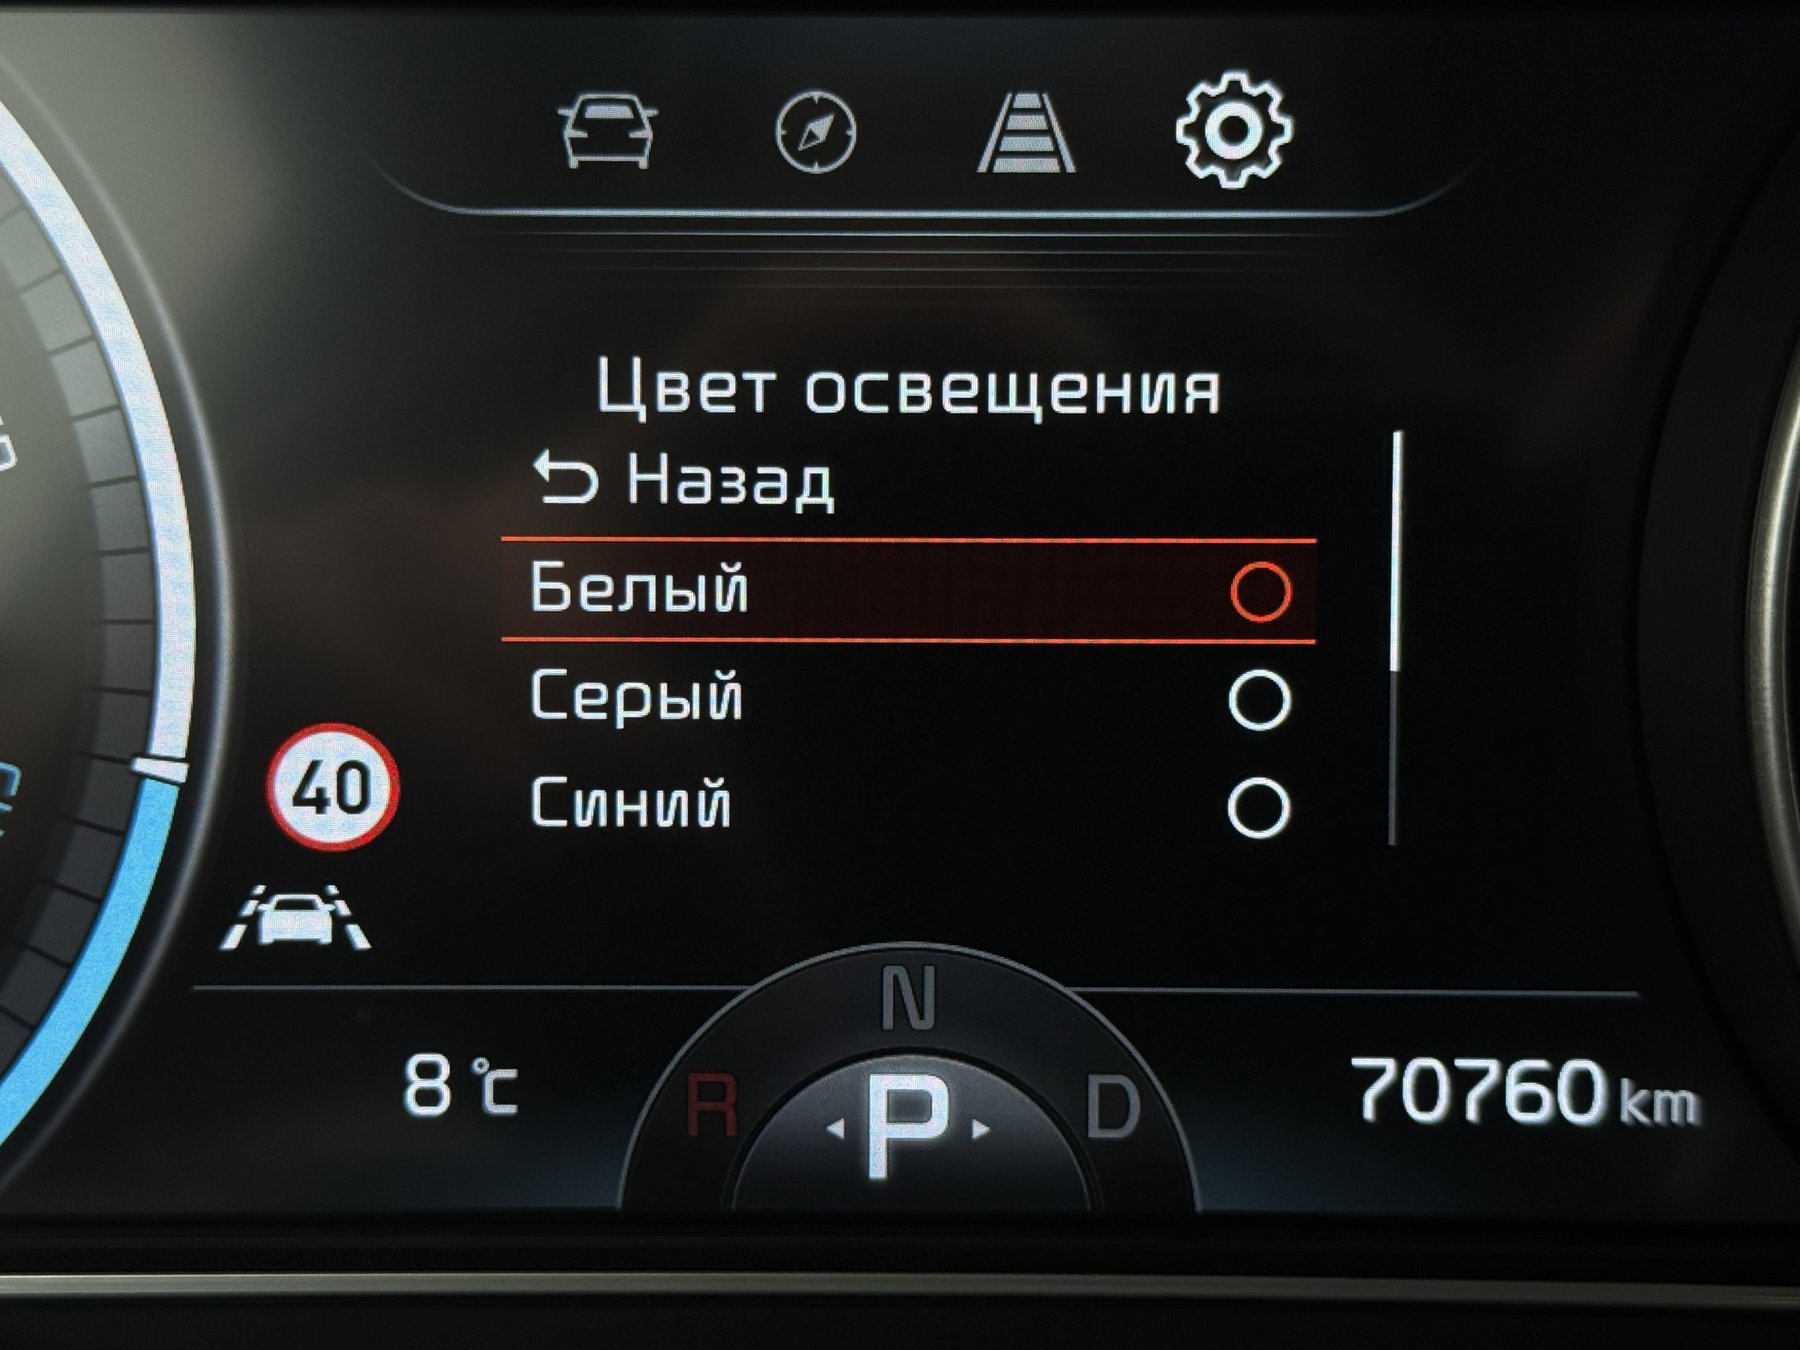 Цвет освещения
Назад
Белый
Серый
Синий
40
N
R
P
D
8 °C
70760 km